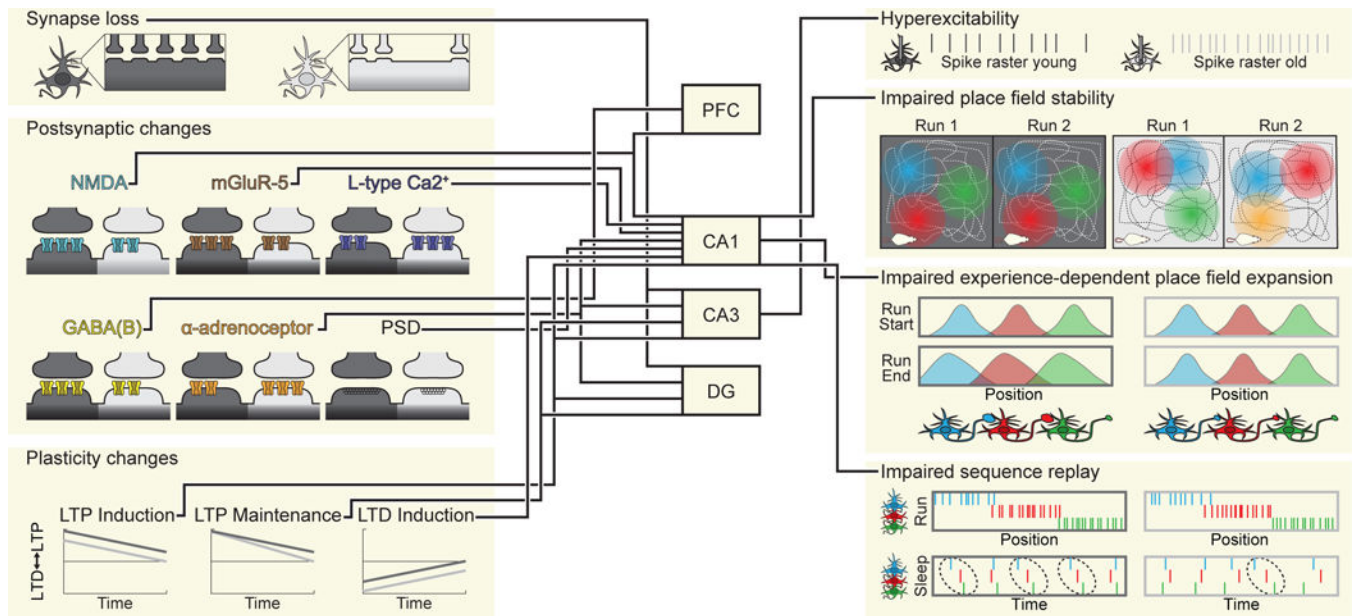 Synapse loss
Postsynaptic changes
NMDA
mGluR-5
L-type Ca2⁺
GABA(B)
α-adrenoceptor
PSD
Plasticity changes
LTP Induction
LTP Maintenance
LTD Induction
LTD↔LTP
Time
Time
Time
PFC
CA1
CA3
DG
Hyperexcitability
Spike raster young
Spike raster old
Impaired place field stability
Run 1
Run 2
Run 1
Run 2
Impaired experience-dependent place field expansion
Run
Start
Run
End
Position
Position
Impaired sequence replay
Run
Position
Position
Sleep
Time
Time